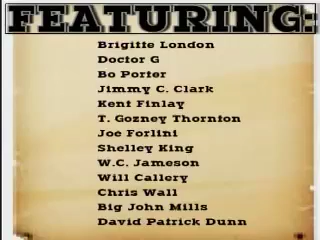 FEATURING:
Brigitte London
Doctor G
Bo Porter
Jimmy C. Clark
Kent Finlay
T. Gozney Thornton
Joe Forlini
Shelley King
W.C. Jameson
Will Callery
Chris Wall
Big John Mills
David Patrick Dunn